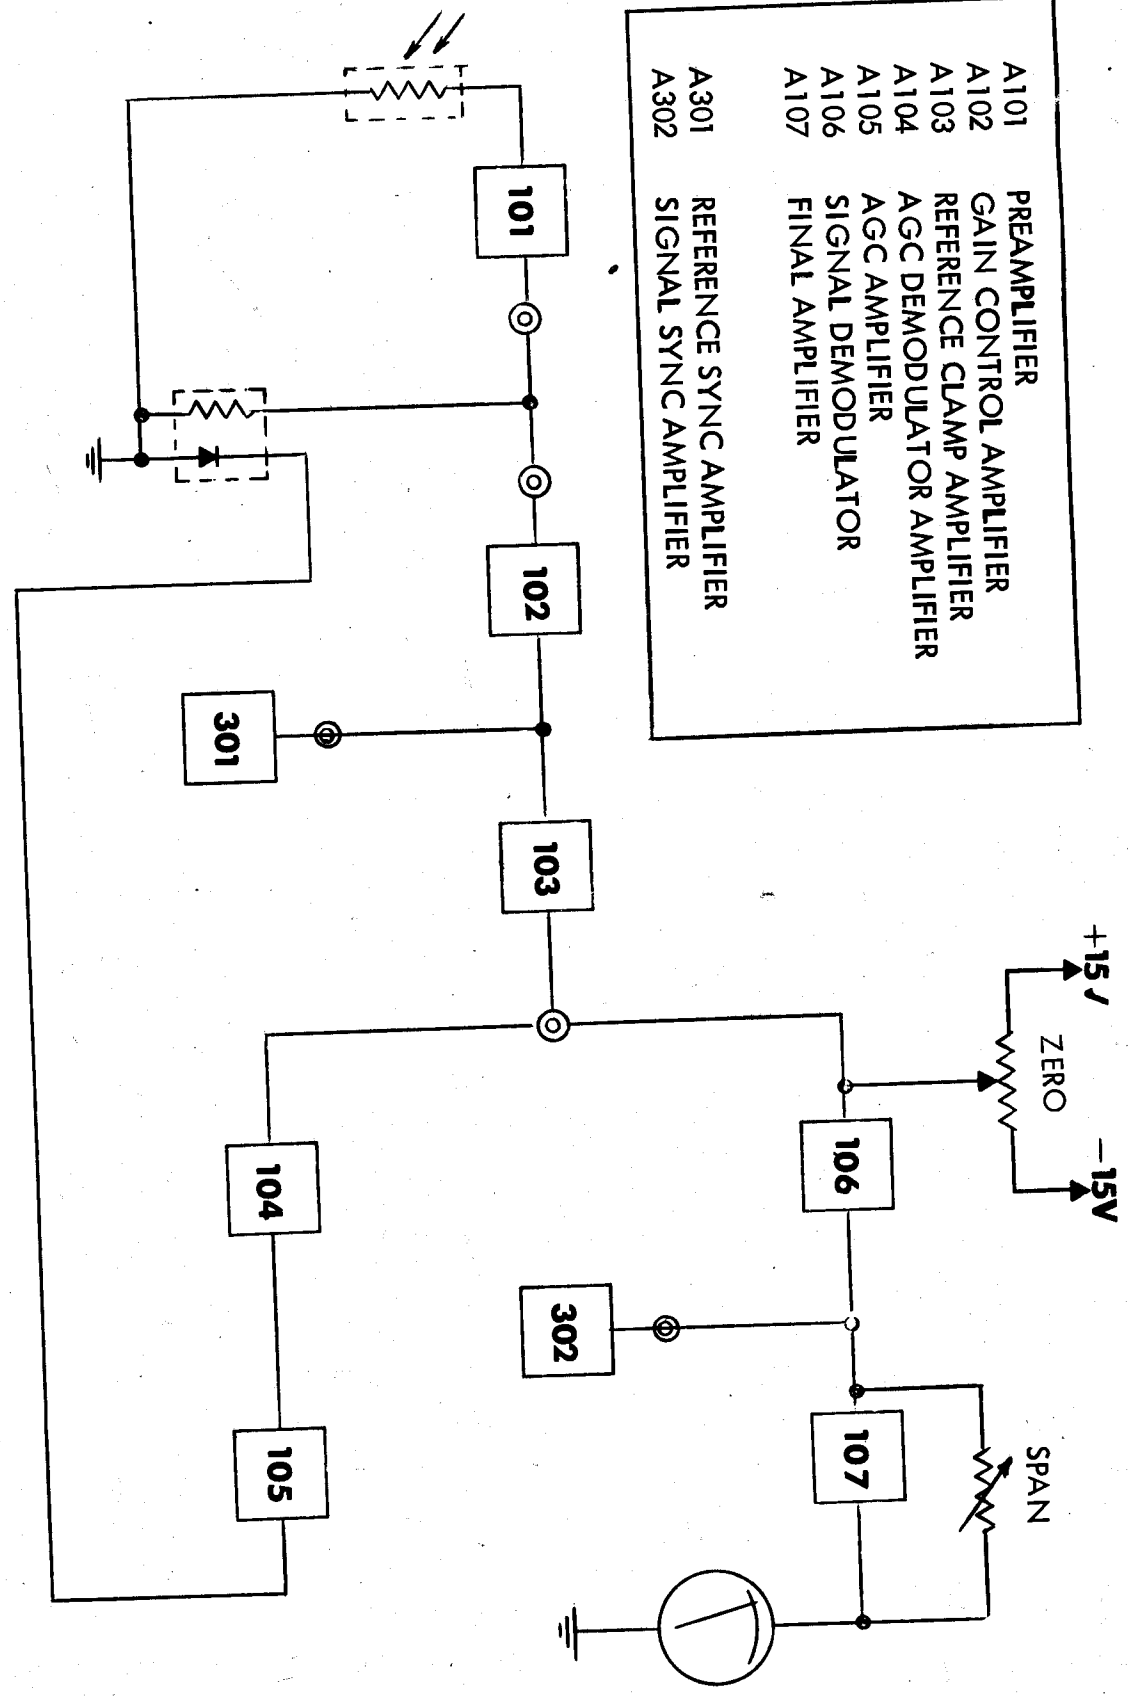 A101 PREAMPLIFIER
A102 GAIN CONTROL AMPLIFIER
A103 REFERENCE CLAMP AMPLIFIER
A104 AGC DEMODULATOR AMPLIFIER
A105 AGC AMPLIFIER
A106 SIGNAL DEMODULATOR
A107 FINAL AMPLIFIER
A301 REFERENCE SYNC AMPLIFIER
A302 SIGNAL SYNC AMPLIFIER
+15V
ZERO
-15V
SPAN
106
107
302
101
102
103
301
104
105